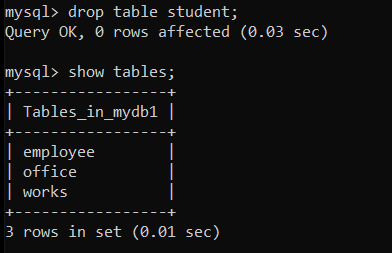 mysql> drop table student;
Query OK, 0 rows affected (0.03 sec)
mysql> show tables;
+-----------------+
| Tables_in_mydb1 |
+-----------------+
| employee        |
| office          |
| works           |
+-----------------+
3 rows in set (0.01 sec)